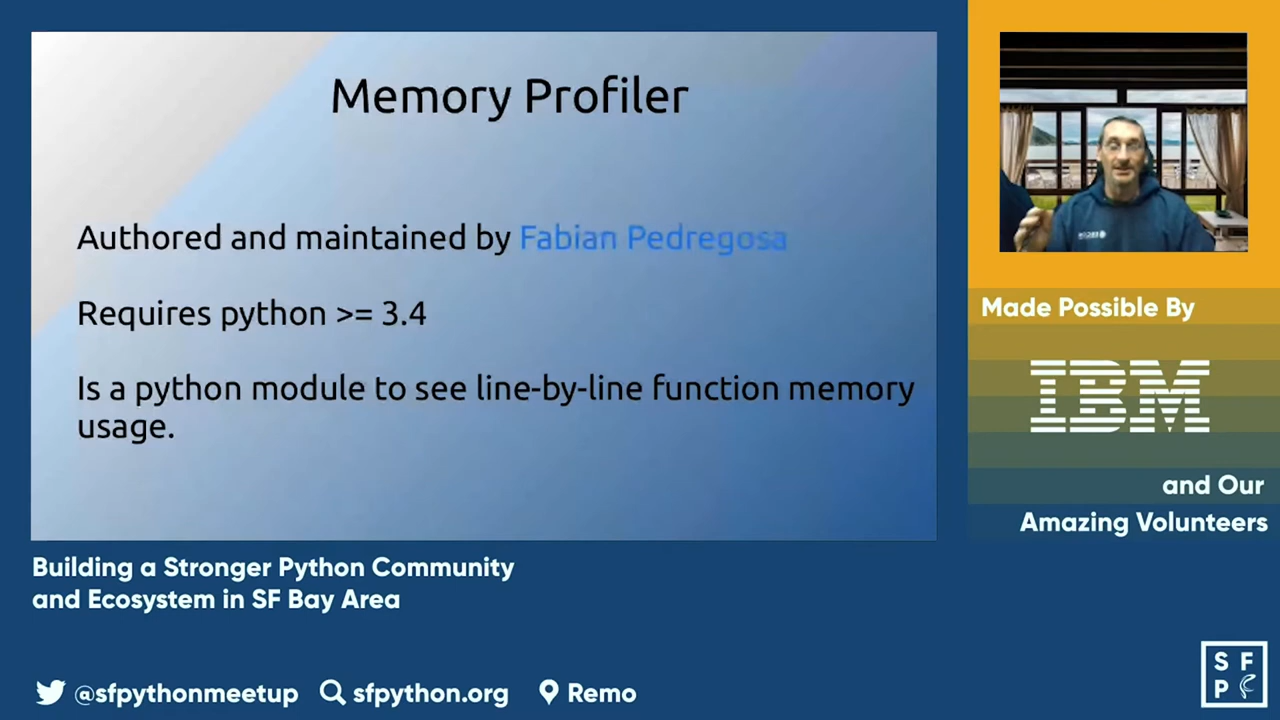 Memory Profiler
Authored and maintained by Fabian Pedregosa
Requires python >= 3.4
Is a python module to see line-by-line function memory
usage.
Made Possible By
IBM
and Our
Amazing Volunteers
Building a Stronger Python Community
and Ecosystem in SF Bay Area
@sfpythonmeetup sfpython.org Remo
S F
P